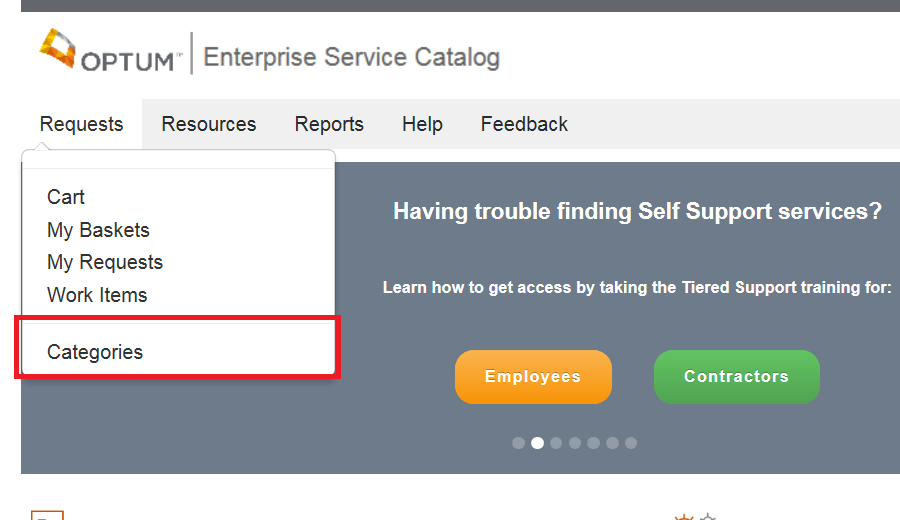 OPTUM™ Enterprise Service Catalog
Requests Resources Reports Help Feedback
Cart
My Baskets
My Requests
Work Items
Categories
Having trouble finding Self Support services?
Learn how to get access by taking the Tiered Support training for:
Employees Contractors